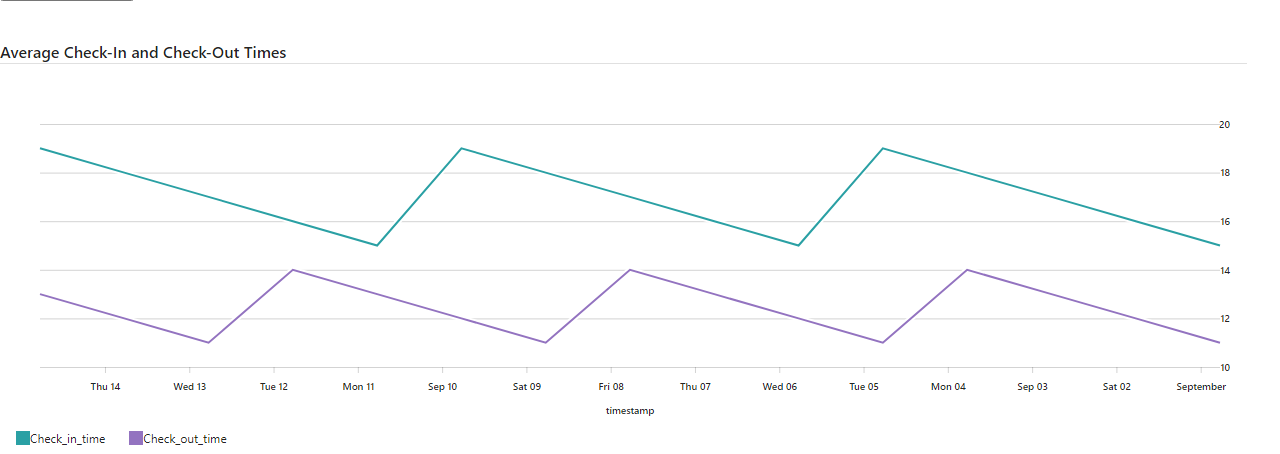 Average Check-In and Check-Out Times
20
18
16
14
12
10
Thu 14 Wed 13 Tue 12 Mon 11 Sep 10 Sat 09 Fri 08 Thu 07 Wed 06 Tue 05 Mon 04 Sep 03 Sat 02 September
timestamp
Check_in_time Check_out_time